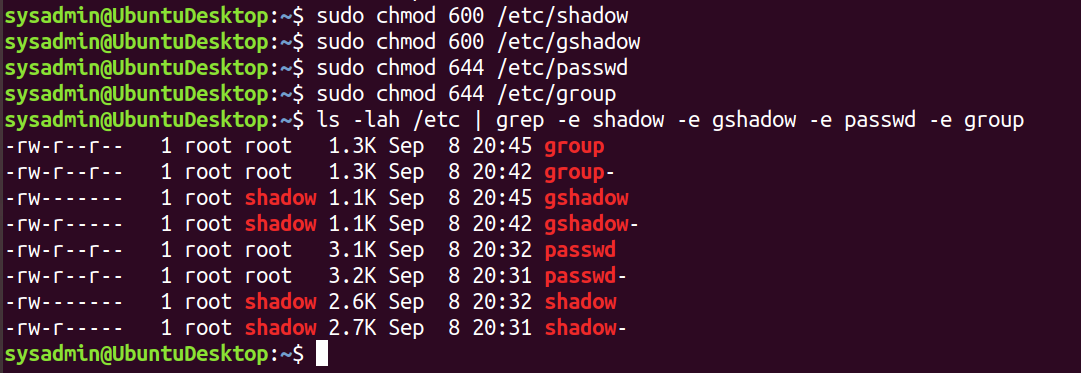 sysadmin@UbuntuDesktop:~$ sudo chmod 600 /etc/shadow
sysadmin@UbuntuDesktop:~$ sudo chmod 600 /etc/gshadow
sysadmin@UbuntuDesktop:~$ sudo chmod 644 /etc/passwd
sysadmin@UbuntuDesktop:~$ sudo chmod 644 /etc/group
sysadmin@UbuntuDesktop:~$ ls -lah /etc | grep -e shadow -e gshadow -e passwd -e group
-rw-r--r--   1 root root   1.3K Sep  8 20:45 group
-rw-r--r--   1 root root   1.3K Sep  8 20:42 group-
-rw-------   1 root shadow 1.1K Sep  8 20:45 gshadow
-rw-r-----   1 root shadow 1.1K Sep  8 20:42 gshadow-
-rw-r--r--   1 root root   3.1K Sep  8 20:32 passwd
-rw-r--r--   1 root root   3.2K Sep  8 20:31 passwd-
-rw-------   1 root shadow 2.6K Sep  8 20:32 shadow
-rw-r-----   1 root shadow 2.7K Sep  8 20:31 shadow-
sysadmin@UbuntuDesktop:~$